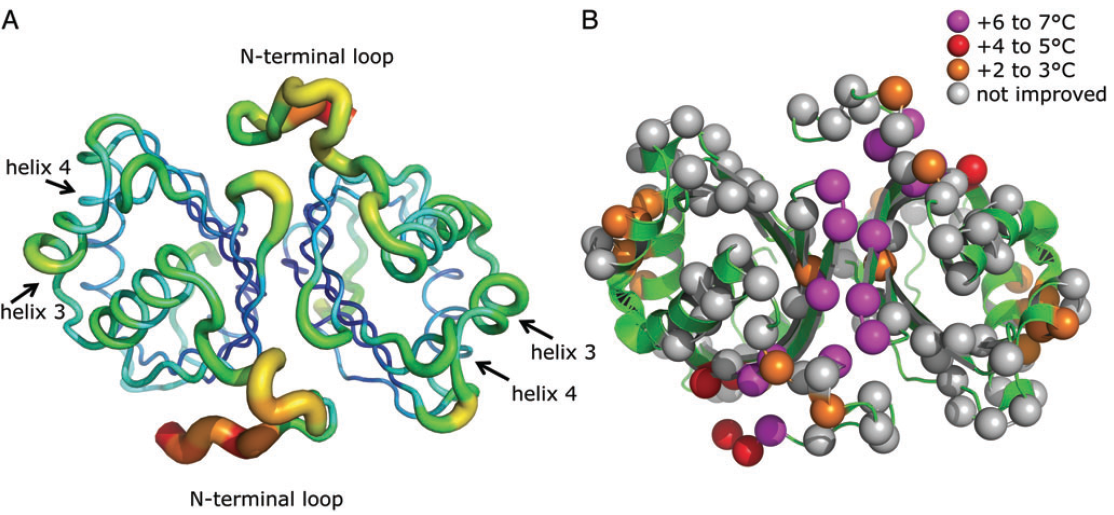 A
N-terminal loop
helix 4
helix 3
helix 3
helix 4
N-terminal loop
B
+6 to 7°C
+4 to 5°C
+2 to 3°C
not improved